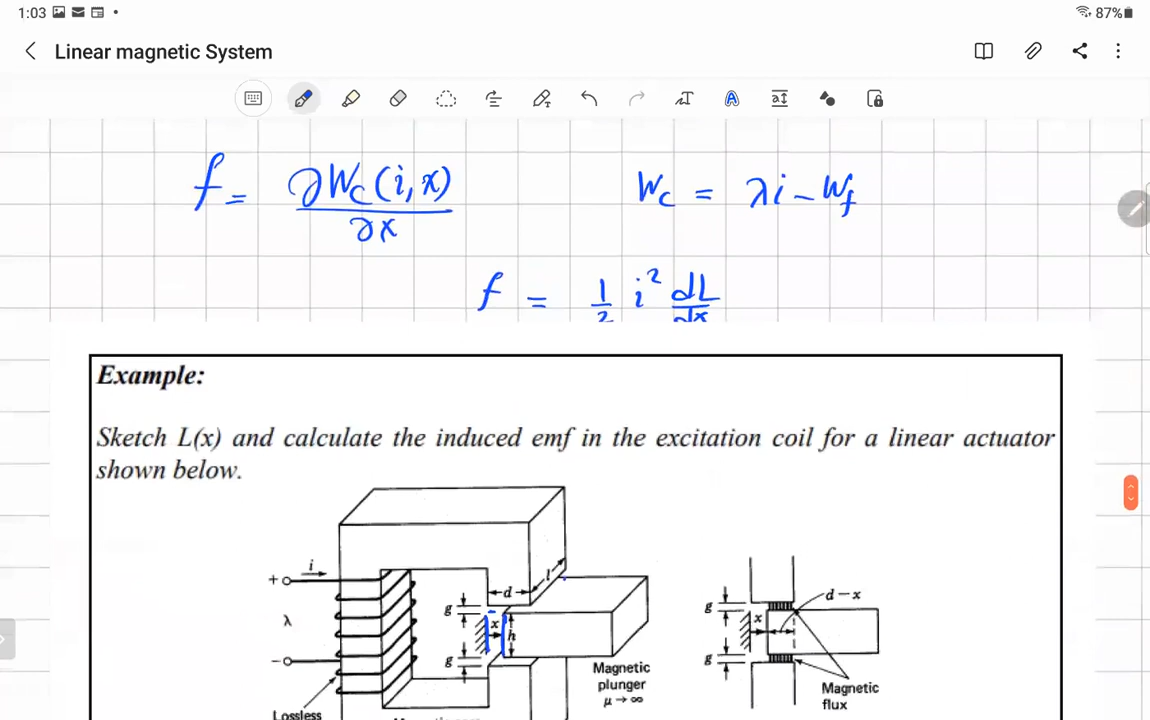 1:03
87%
Linear magnetic System
f = ∂Wc(i,x) / ∂x
Wc = λi - Wf
f = 1/2 i² dL/dx
Example:
Sketch L(x) and calculate the induced emf in the excitation coil for a linear actuator
shown below.
i
+
λ
-
g
d
l
x
h
g
Lossless
Magnetic
plunger
μ → ∞
g
x
d - x
g
Magnetic
flux